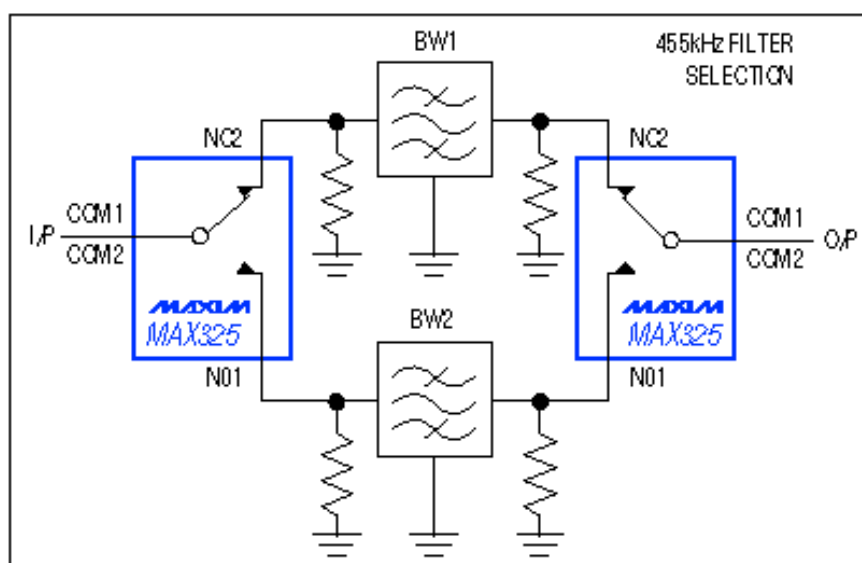 BW1
455kHz FILTER
SELECTION
NC2
NC2
COM1
I/P
COM2
COM1
O/P
COM2
MAXIM
MAX325
MAXIM
MAX325
BW2
N01
N01